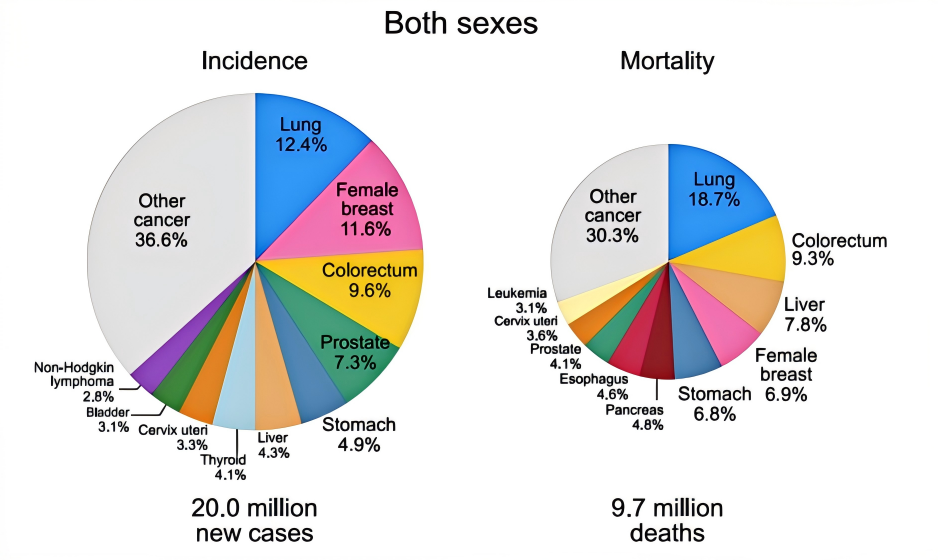 Both sexes
Incidence
Lung
12.4%
Female
breast
11.6%
Colorectum
9.6%
Prostate
7.3%
Stomach
4.9%
Liver
4.3%
Thyroid
4.1%
Cervix uteri
3.3%
Bladder
3.1%
Non-Hodgkin
lymphoma
2.8%
Other
cancer
36.6%
20.0 million
new cases
Mortality
Lung
18.7%
Colorectum
9.3%
Liver
7.8%
Female
breast
6.9%
Stomach
6.8%
Pancreas
4.8%
Esophagus
4.6%
Prostate
4.1%
Cervix uteri
3.6%
Leukemia
3.1%
Other
cancer
30.3%
9.7 million
deaths